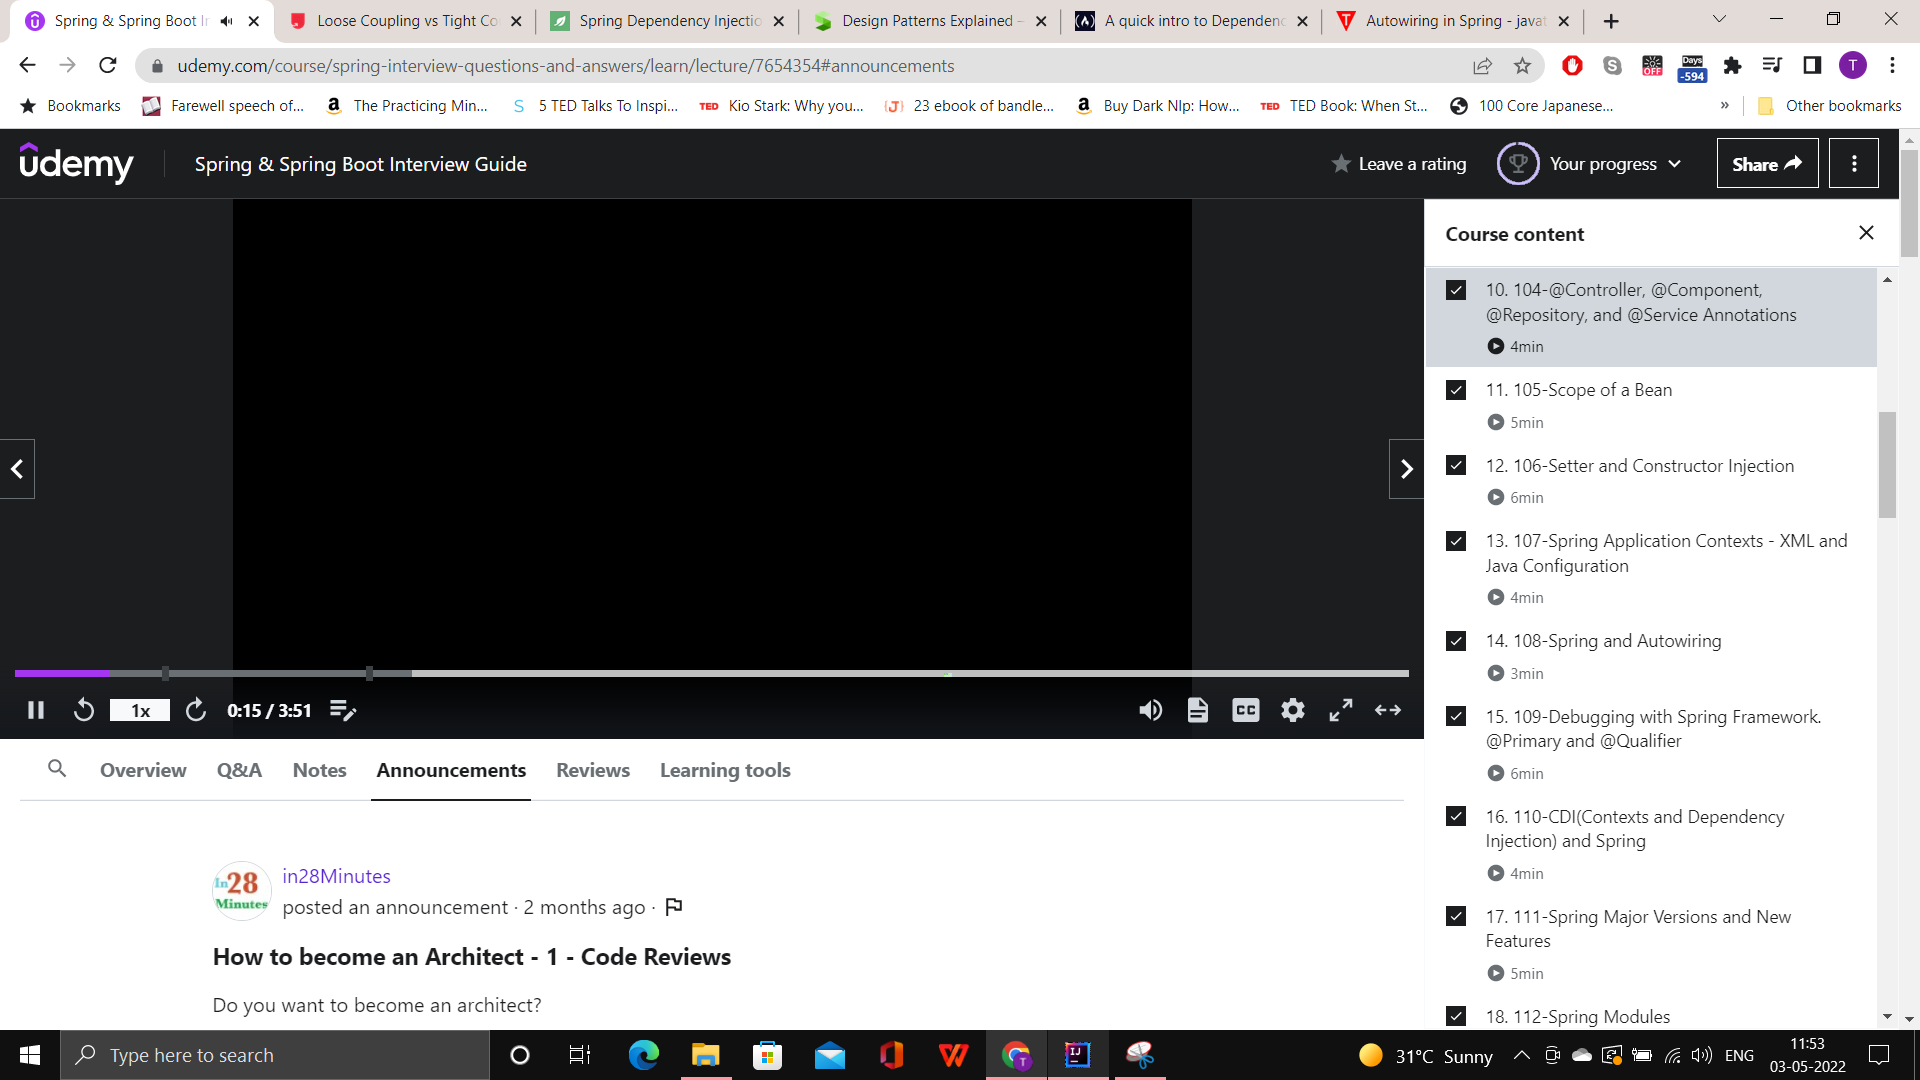 Spring & Spring Boot Ir
Loose Coupling vs Tight Co
Spring Dependency Injectio
Design Patterns Explained –
A quick intro to Dependenc
Autowiring in Spring - javat
udemy.com/course/spring-interview-questions-and-answers/learn/lecture/7654354#announcements
OFF
Days
-594
T
Bookmarks
Farewell speech of...
The Practicing Min...
5 TED Talks To Inspi...
TED
Kio Stark: Why you...
{J}
23 ebook of bandle...
Buy Dark Nlp: How...
TED
TED Book: When St...
100 Core Japanese...
»
Other bookmarks
ûdemy
Spring & Spring Boot Interview Guide
Leave a rating
Your progress
Share
Course content
10. 104-@Controller, @Component,
@Repository, and @Service Annotations
4min
11. 105-Scope of a Bean
5min
12. 106-Setter and Constructor Injection
6min
13. 107-Spring Application Contexts - XML and
Java Configuration
4min
14. 108-Spring and Autowiring
3min
15. 109-Debugging with Spring Framework.
@Primary and @Qualifier
6min
16. 110-CDI(Contexts and Dependency
Injection) and Spring
4min
17. 111-Spring Major Versions and New
Features
5min
18. 112-Spring Modules
1x
0:15 / 3:51
CC
Overview
Q&A
Notes
Announcements
Reviews
Learning tools
In28
Minutes
in28Minutes
posted an announcement · 2 months ago ·
How to become an Architect - 1 - Code Reviews
Do you want to become an architect?
Type here to search
31°C Sunny
ENG
11:53
03-05-2022